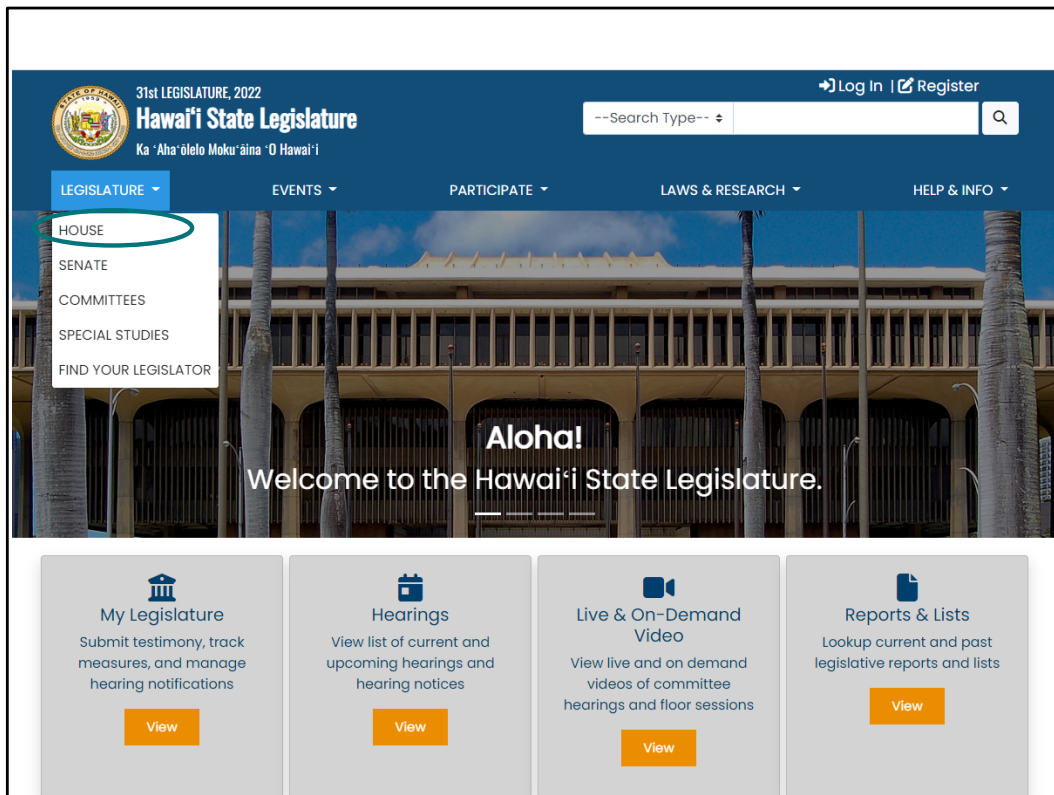 31st LEGISLATURE, 2022
Hawaiʻi State Legislature
Ka ʻAhaʻōlelo Mokuʻāina ʻO Hawaiʻi
Log In | Register
--Search Type--
LEGISLATURE
EVENTS
PARTICIPATE
LAWS & RESEARCH
HELP & INFO
HOUSE
SENATE
COMMITTEES
SPECIAL STUDIES
FIND YOUR LEGISLATOR
Aloha!
Welcome to the Hawaiʻi State Legislature.
My Legislature
Submit testimony, track
measures, and manage
hearing notifications
View
Hearings
View list of current and
upcoming hearings and
hearing notices
View
Live & On-Demand
Video
View live and on demand
videos of committee
hearings and floor sessions
View
Reports & Lists
Lookup current and past
legislative reports and lists
View